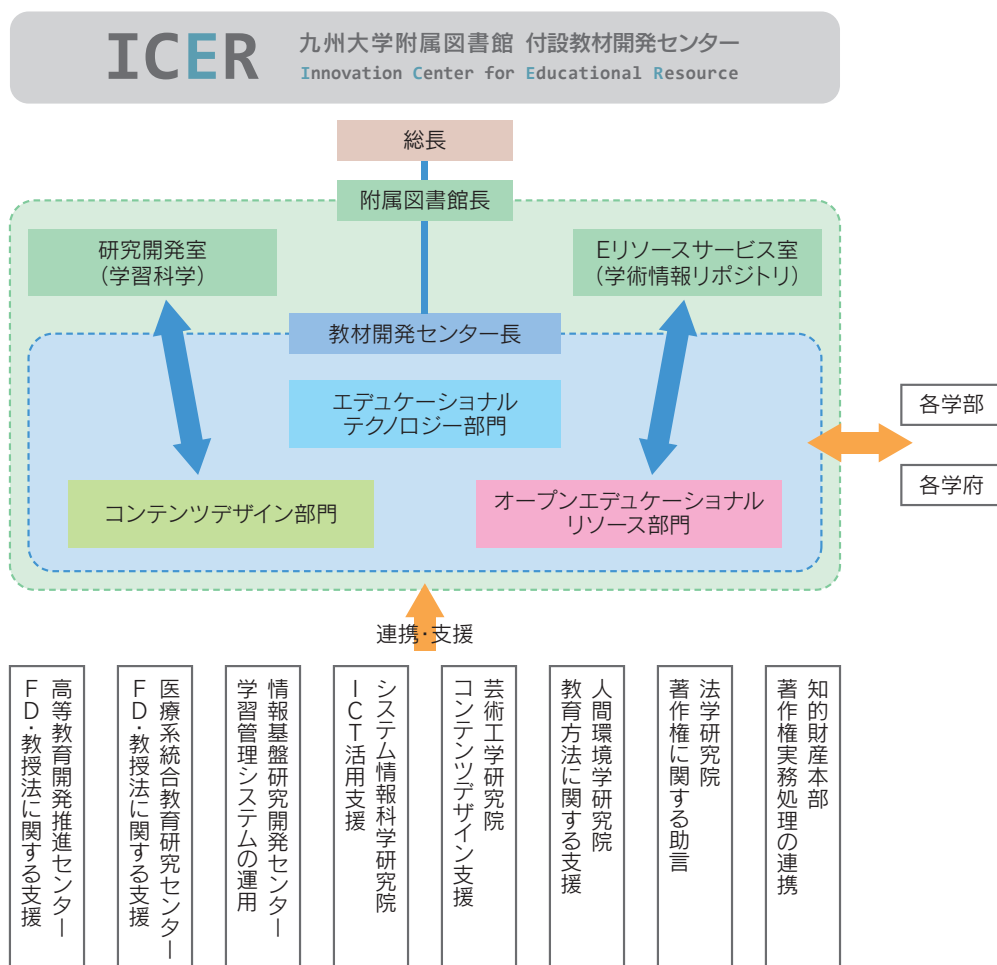 ICER
九州大学附属図書館 付設教材開発センター
Innovation Center for Educational Resource
総長
附属図書館長
研究開発室
(学習科学)
Eリソースサービス室
(学術情報リポジトリ)
教材開発センター長
エデュケーショナル
テクノロジー部門
コンテンツデザイン部門
オープンエデュケーショナル
リソース部門
各学部
各学府
連携・支援
高等教育開発推進センター
FD・教授法に関する支援
医療系統合教育研究センター
FD・教授法に関する支援
情報基盤研究開発センター
学習管理システムの運用
システム情報科学研究院
ICT活用支援
芸術工学研究院
コンテンツデザイン支援
人間環境学研究院
教育方法に関する支援
法学研究院
著作権に関する助言
知的財産本部
著作権実務処理の連携